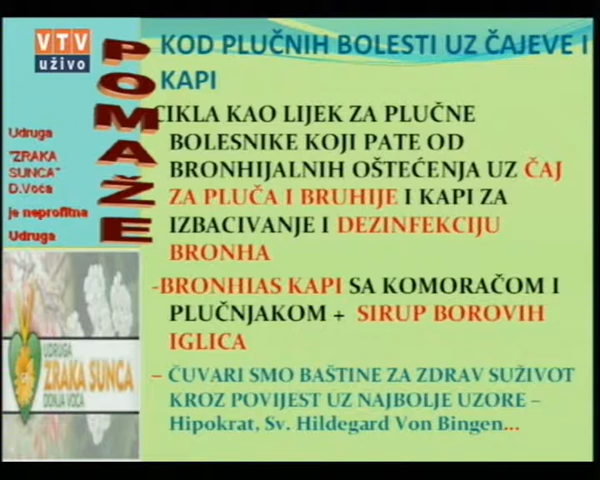 VTV
uživo
POMAŽE
Udruga
"ZRAKA
SUNCA"
D.Voća
je neprofitna
Udruga
UDRUGA
ZRAKA SUNCA
DONJA VOĆA
KOD PLUČNIH BOLESTI UZ ČAJEVE I
KAPI
CIKLA KAO LIJEK ZA PLUČNE
BOLESNIKE KOJI PATE OD
BRONHIJALNIH OŠTEĆENJA UZ ČAJ
ZA PLUČA I BRUHIJE I KAPI ZA
IZBACIVANJE I DEZINFEKCIJU
BRONHA
-BRONHIAS KAPI SA KOMORAČOM I
PLUČNJAKOM + SIRUP BOROVIH
IGLICA
– ČUVARI SMO BAŠTINE ZA ZDRAV SUŽIVOT
KROZ POVIJEST UZ NAJBOLJE UZORE –
Hipokrat, Sv. Hildegard Von Bingen...